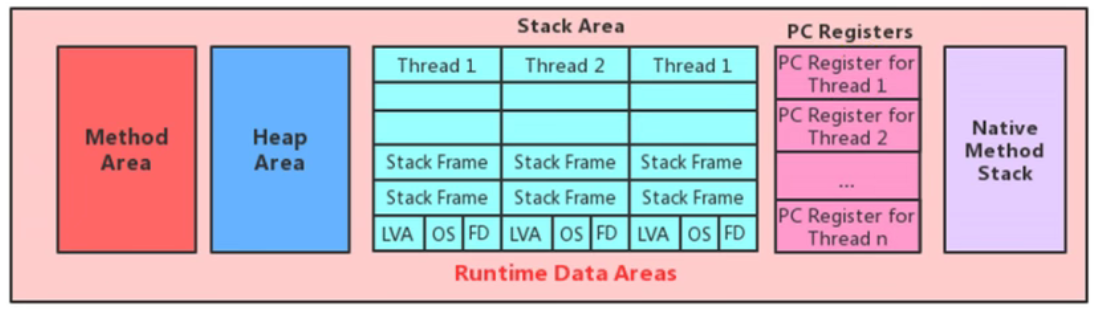 Stack Area
PC Registers
Method
Area
Heap
Area
Thread 1
Thread 2
Thread 1
Stack Frame
Stack Frame
Stack Frame
Stack Frame
Stack Frame
Stack Frame
LVA
OS
FD
LVA
OS
FD
LVA
OS
FD
PC Register for
Thread 1
PC Register for
Thread 2
...
PC Register for
Thread n
Native
Method
Stack
Runtime Data Areas